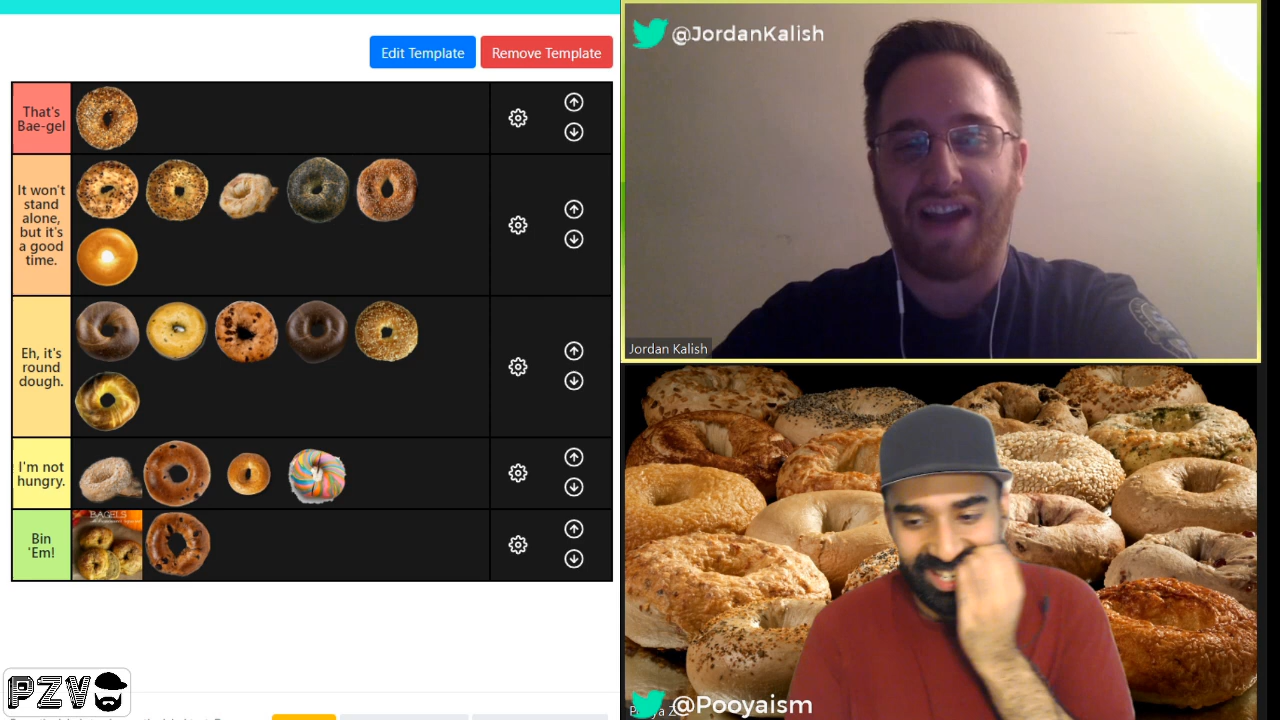 Edit Template
Remove Template
That's
Bae-gel
It won't
stand
alone,
but it's
a good
time.
Eh, it's
round
dough.
I'm not
hungry.
BAGELS
Bin
'Em!
PZV
@JordanKalish
Jordan Kalish
@Pooyaism